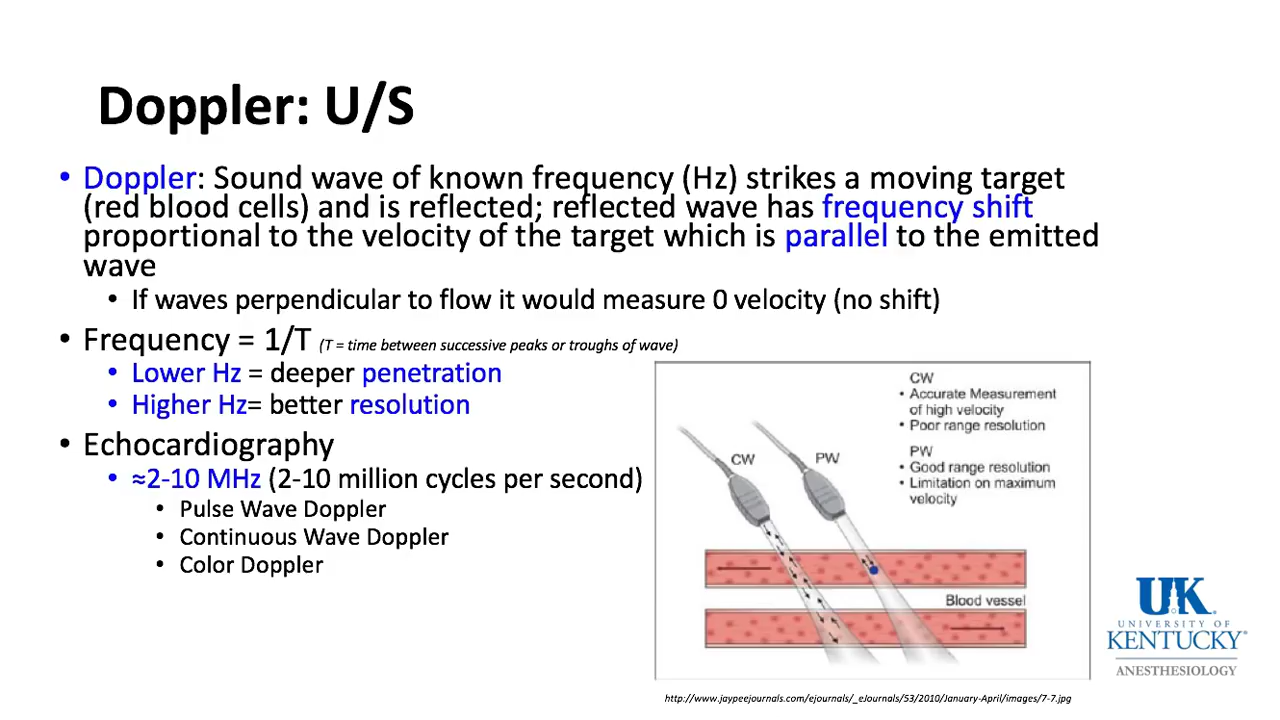 Doppler: U/S
• Doppler: Sound wave of known frequency (Hz) strikes a moving target
(red blood cells) and is reflected; reflected wave has frequency shift
proportional to the velocity of the target which is parallel to the emitted
wave
• If waves perpendicular to flow it would measure 0 velocity (no shift)
• Frequency = 1/T (T = time between successive peaks or troughs of wave)
• Lower Hz = deeper penetration
• Higher Hz= better resolution
• Echocardiography
• ≈2-10 MHz (2-10 million cycles per second)
• Pulse Wave Doppler
• Continuous Wave Doppler
• Color Doppler
CW
• Accurate Measurement
of high velocity
• Poor range resolution
PW
• Good range resolution
• Limitation on maximum
velocity
CW
PW
Blood vessel
UK
UNIVERSITY OF
KENTUCKY®
ANESTHESIOLOGY
http://www.jaypeejournals.com/ejournals/_eJournals/53/2010/January-April/images/7-7.jpg